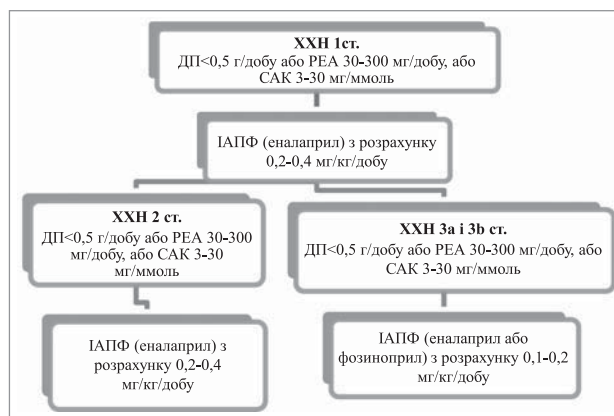 ХХН 1ст.
ДП<0,5 г/добу або РЕА 30-300 мг/добу, або
САК 3-30 мг/ммоль
ІАПФ (еналаприл) з розрахунку
0,2-0,4 мг/кг/добу
ХХН 2 ст.
ДП<0,5 г/добу або РЕА 30-300
мг/добу, або САК 3-30
мг/ммоль
ХХН 3а і 3b ст.
ДП<0,5 г/добу або РЕА 30-300 мг/добу, або
САК 3-30 мг/ммоль
ІАПФ (еналаприл) з
розрахунку 0,2-0,4
мг/кг/добу
ІАПФ (еналаприл або
фозиноприл) з розрахунку 0,1-0,2
мг/кг/добу